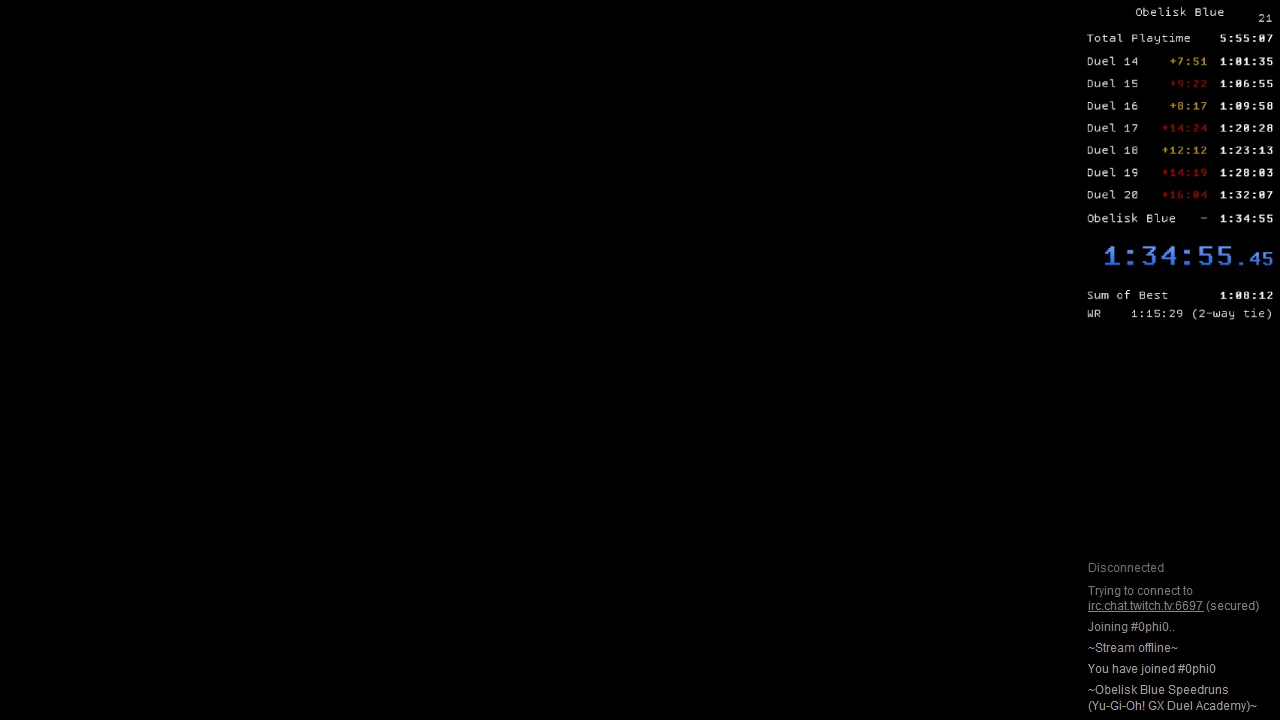 Obelisk Blue
21
Total Playtime 5:55:07
Duel 14 +7:51 1:01:35
Duel 15 +9:22 1:06:55
Duel 16 +8:17 1:09:58
Duel 17 +14:24 1:20:28
Duel 18 +12:12 1:23:13
Duel 19 +14:19 1:28:03
Duel 20 +16:04 1:32:07
Obelisk Blue - 1:34:55
1:34:55.45
Sum of Best 1:08:12
WR 1:15:29 (2-way tie)
Disconnected
Trying to connect to
irc.chat.twitch.tv:6697 (secured)
Joining #0phi0..
~Stream offline~
You have joined #0phi0
~Obelisk Blue Speedruns
(Yu-Gi-Oh! GX Duel Academy)~